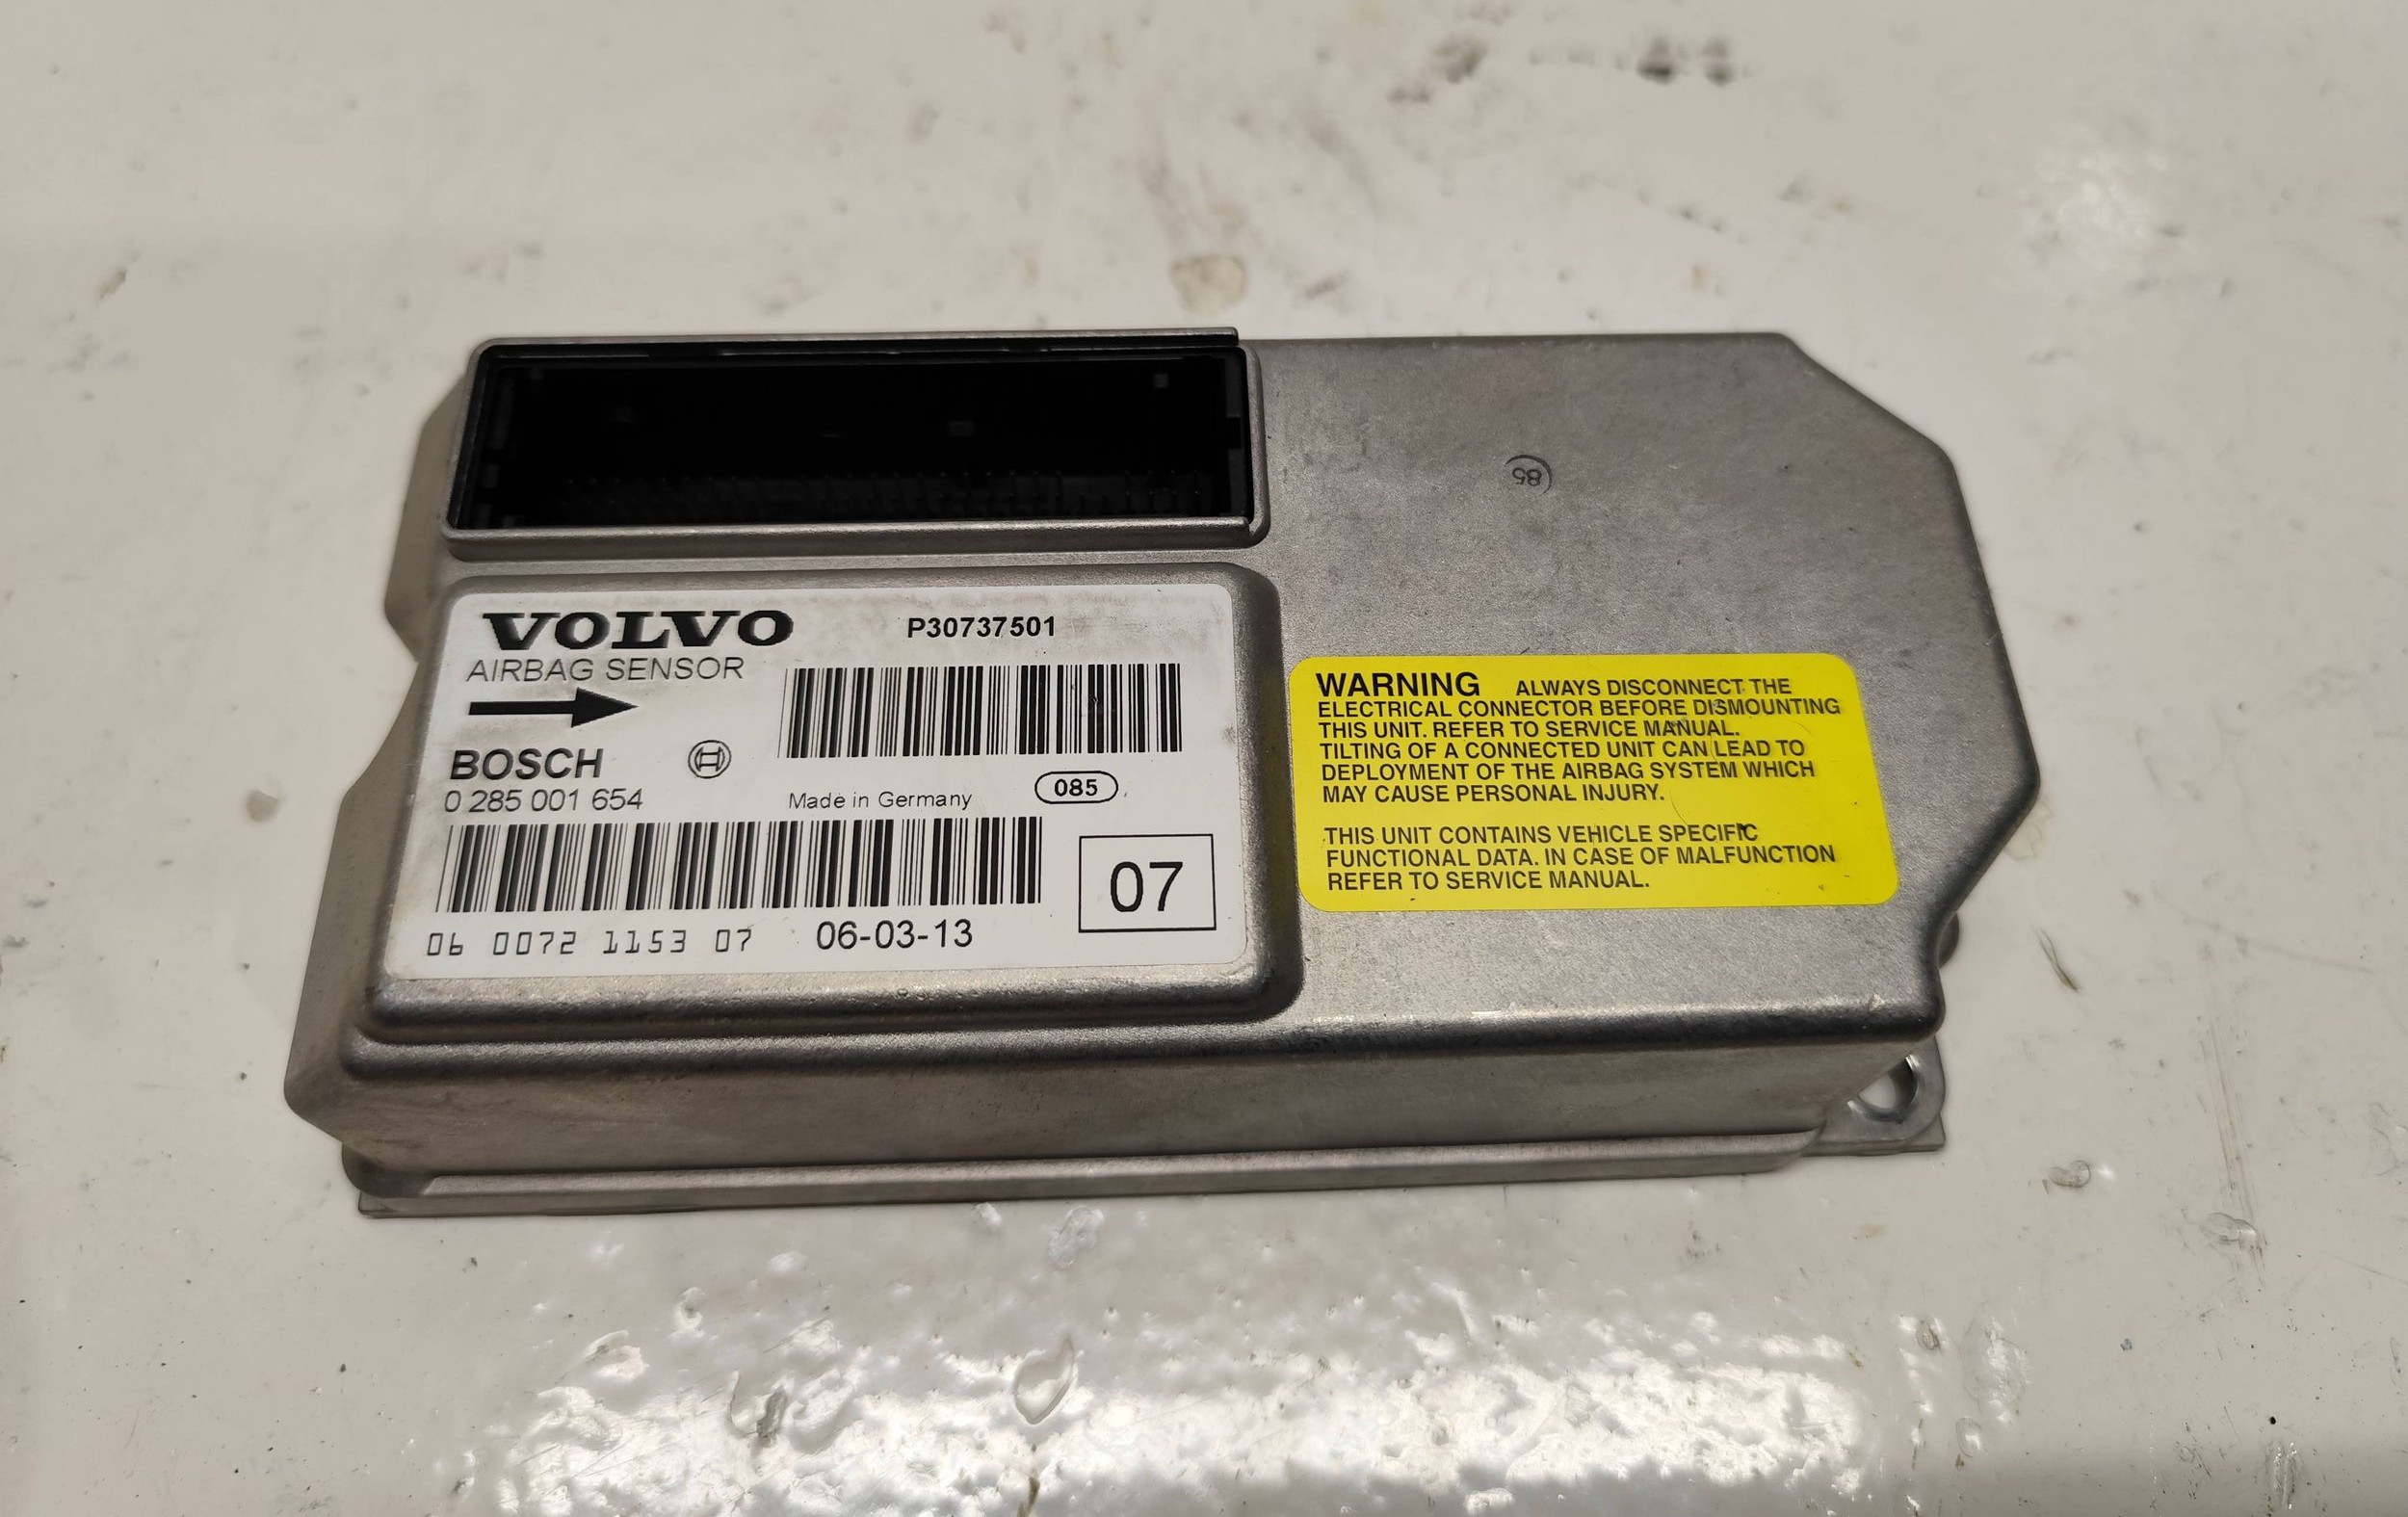 85
VOLVO
P30737501
AIRBAG SENSOR
BOSCH
0 285 001 654
Made in Germany
085
07
06 0072 1153 07
06-03-13
WARNING ALWAYS DISCONNECT THE
ELECTRICAL CONNECTOR BEFORE DISMOUNTING
THIS UNIT. REFER TO SERVICE MANUAL.
TILTING OF A CONNECTED UNIT CAN LEAD TO
DEPLOYMENT OF THE AIRBAG SYSTEM WHICH
MAY CAUSE PERSONAL INJURY.
THIS UNIT CONTAINS VEHICLE SPECIFIC
FUNCTIONAL DATA. IN CASE OF MALFUNCTION
REFER TO SERVICE MANUAL.